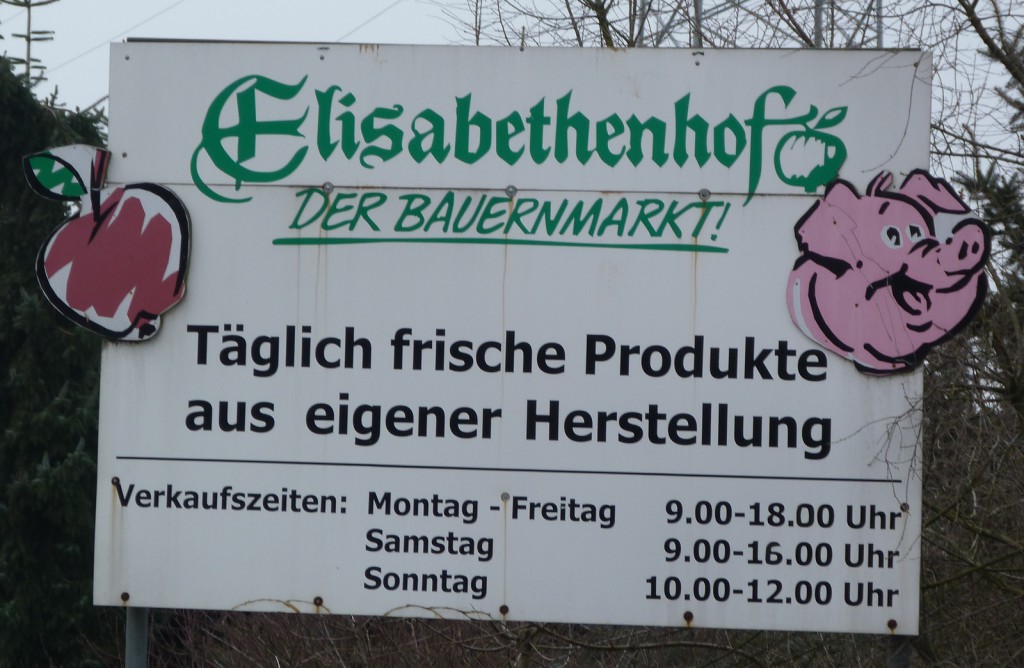 Elisabethenhof
DER BAUERNMARKT!
Täglich frische Produkte
aus eigener Herstellung
Verkaufszeiten: Montag - Freitag 9.00-18.00 Uhr
Samstag 9.00-16.00 Uhr
Sonntag 10.00-12.00 Uhr